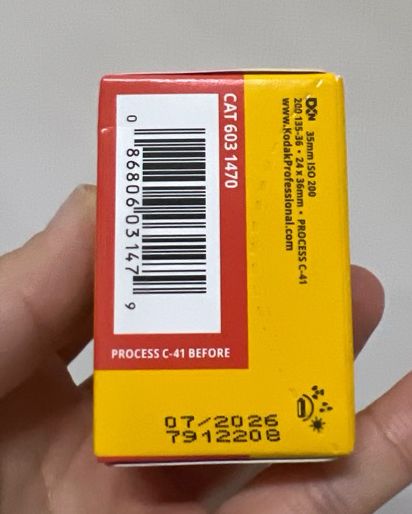 DXN 35mm ISO 200
200 135-36 • 24 x 36mm • PROCESS C-41
www.KodakProfessional.com
CAT 603 1470
0 86806 03147 9
PROCESS C-41 BEFORE
07/2026
7912208